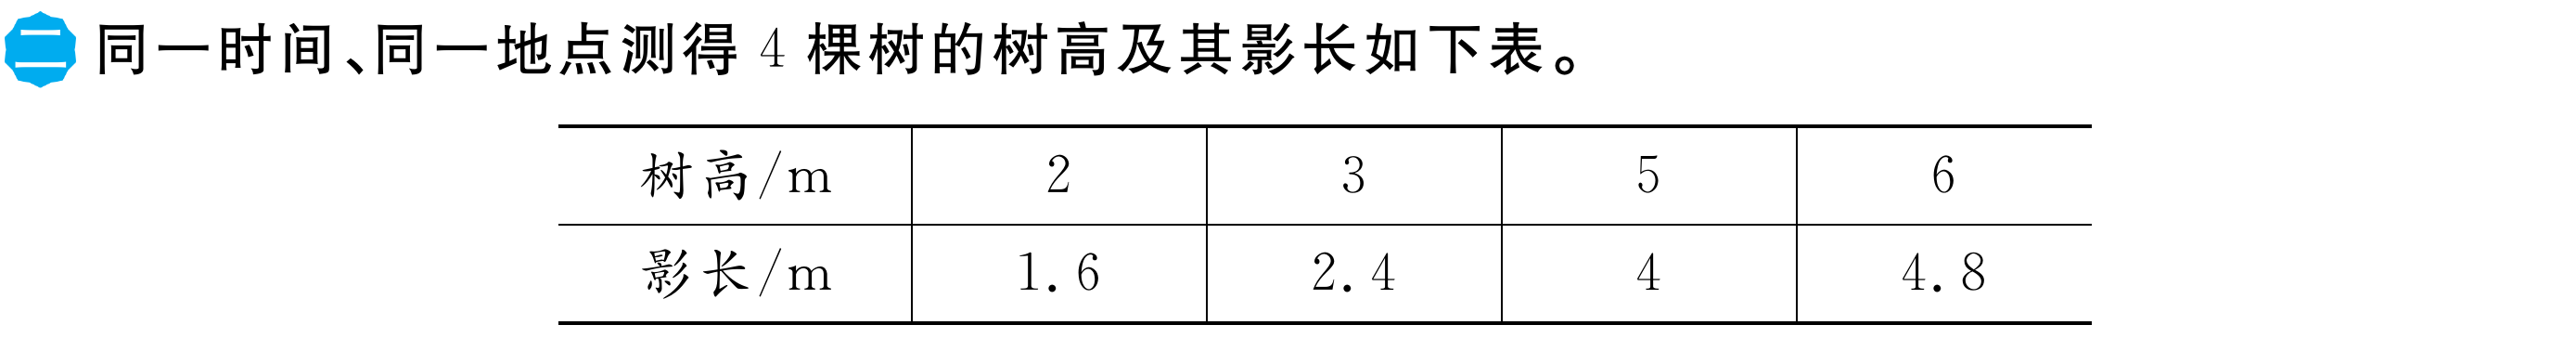 二 同一时间、同一地点测得 4 棵树的树高及其影长如下表。
树高/m 2 3 5 6
影长/m 1.6 2.4 4 4.8